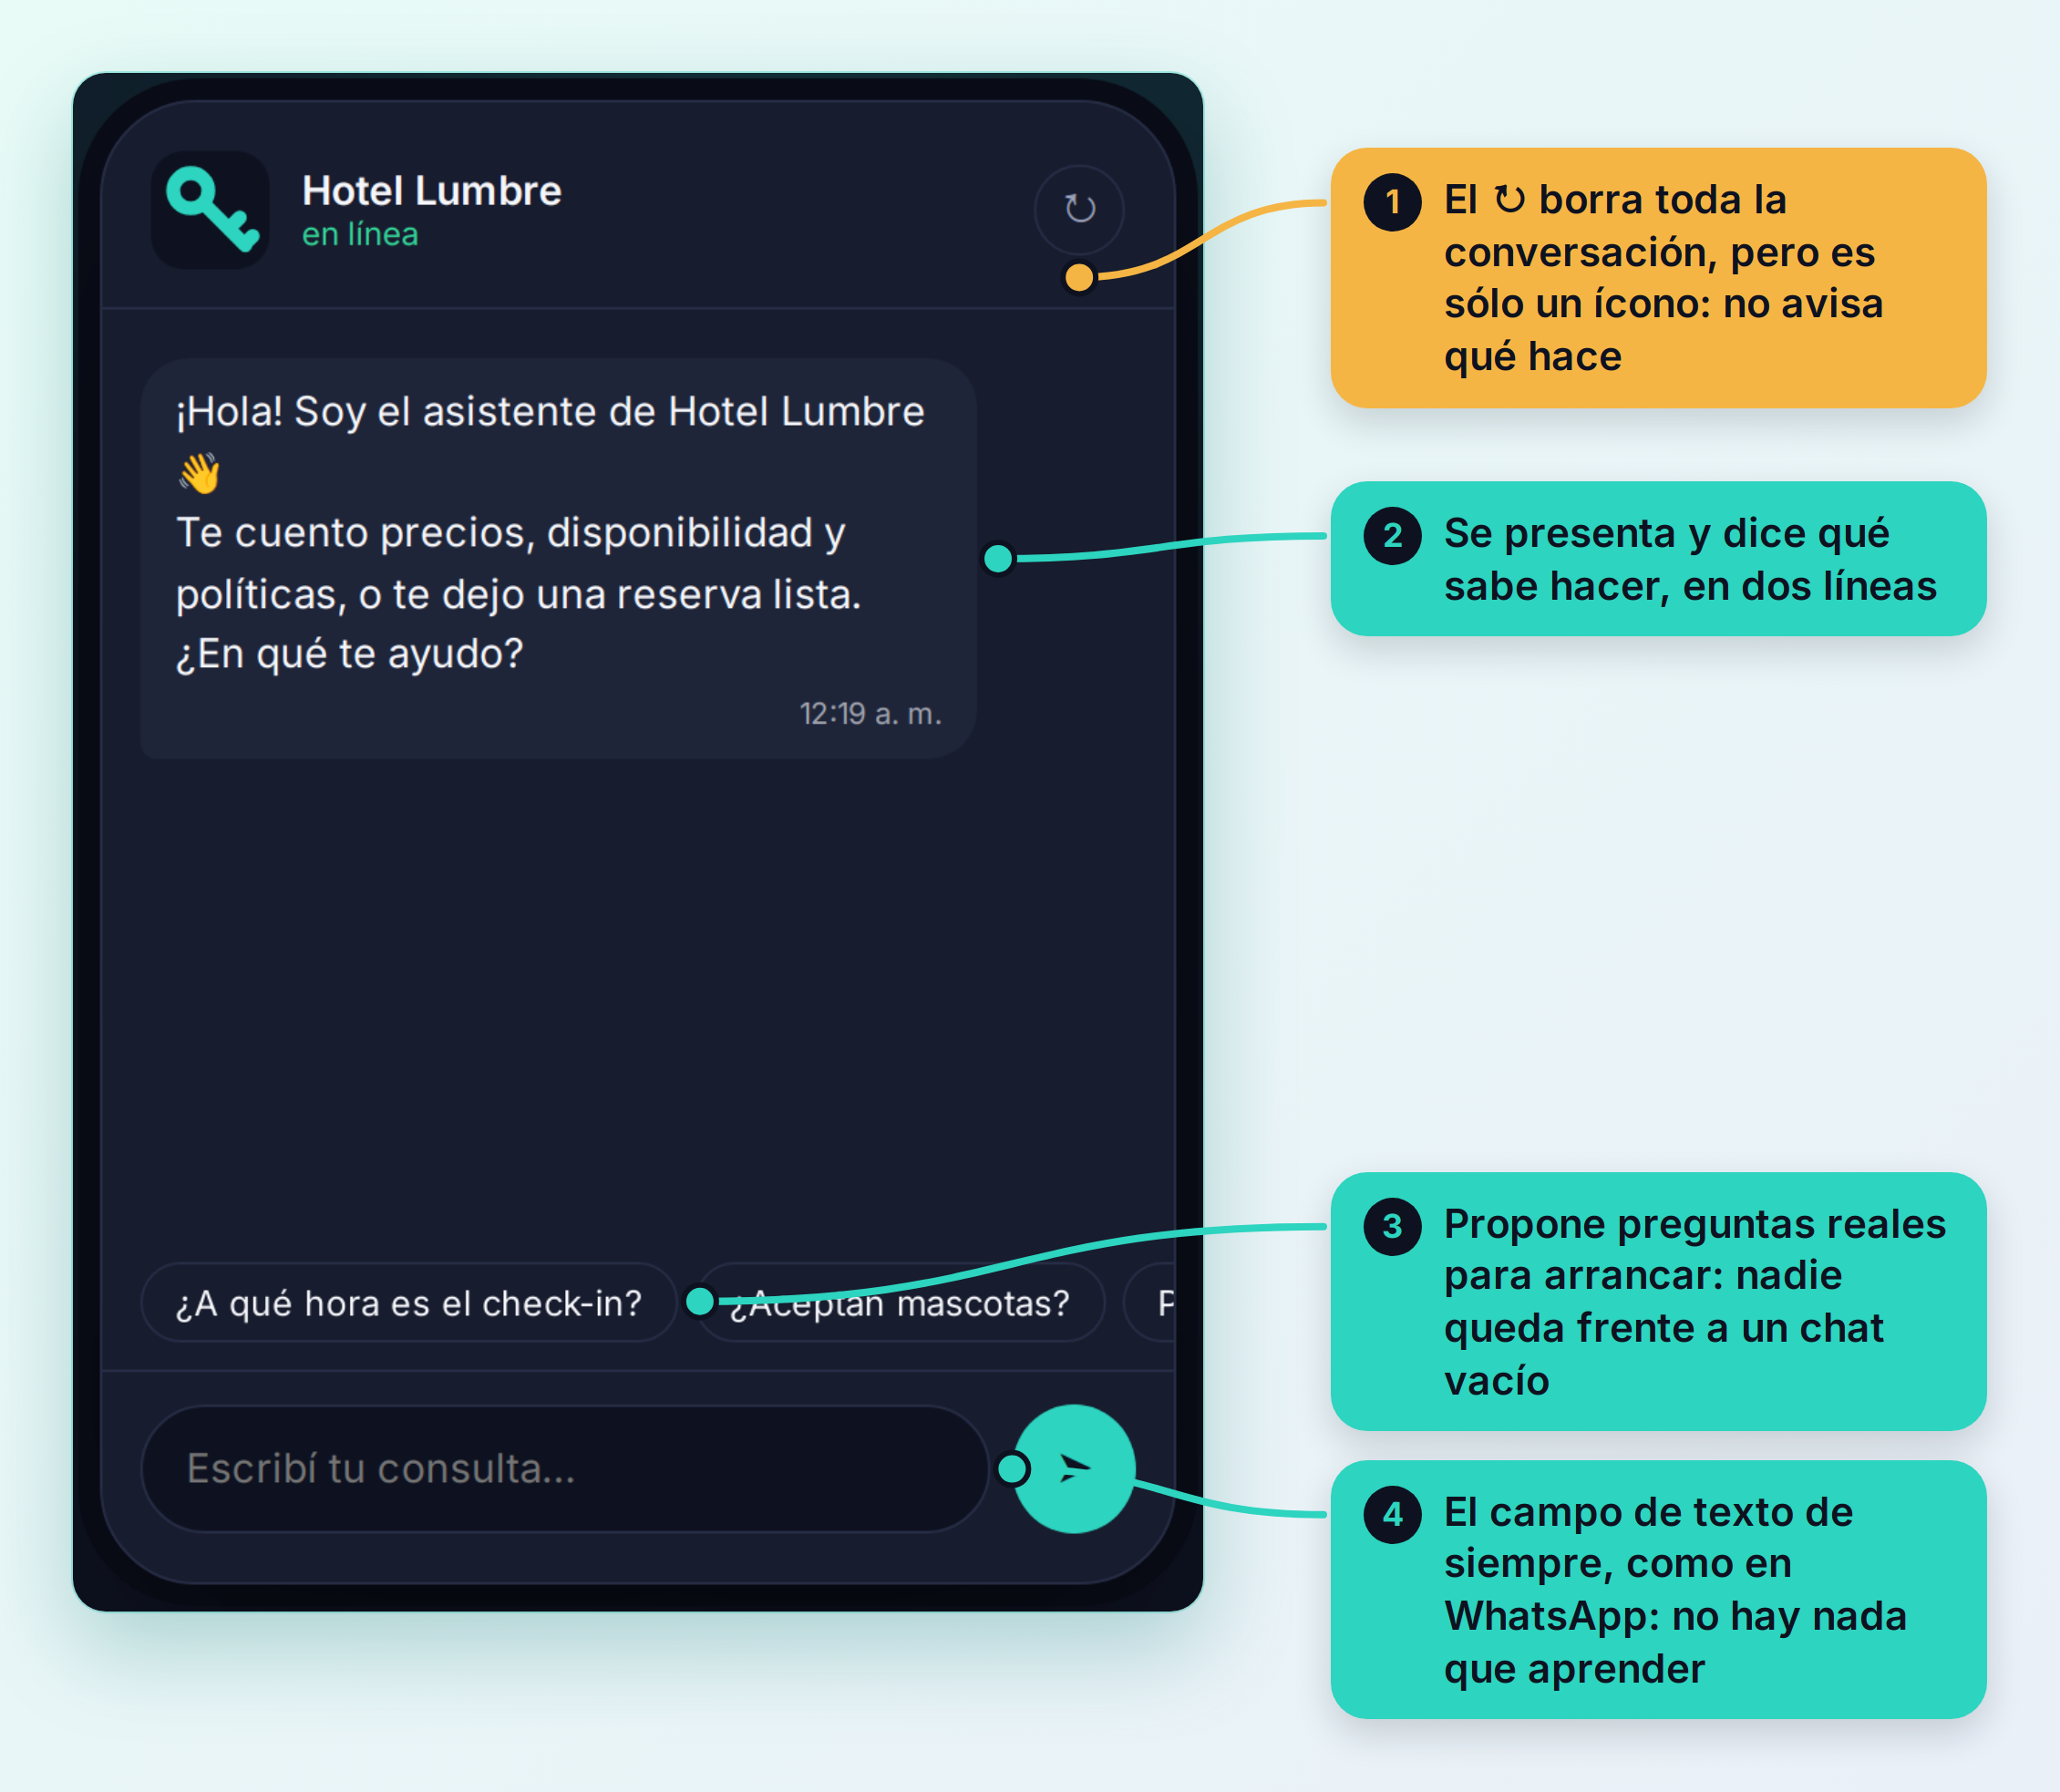 Hotel Lumbre
en línea
↻
¡Hola! Soy el asistente de Hotel Lumbre
👋
Te cuento precios, disponibilidad y
políticas, o te dejo una reserva lista.
¿En qué te ayudo?
12:19 a. m.
¿A qué hora es el check-in?
¿Aceptan mascotas?
P
Escribí tu consulta...
➤
1
El ↻ borra toda la
conversación, pero es
sólo un ícono: no avisa
qué hace
2
Se presenta y dice qué
sabe hacer, en dos líneas
3
Propone preguntas reales
para arrancar: nadie
queda frente a un chat
vacío
4
El campo de texto de
siempre, como en
WhatsApp: no hay nada
que aprender